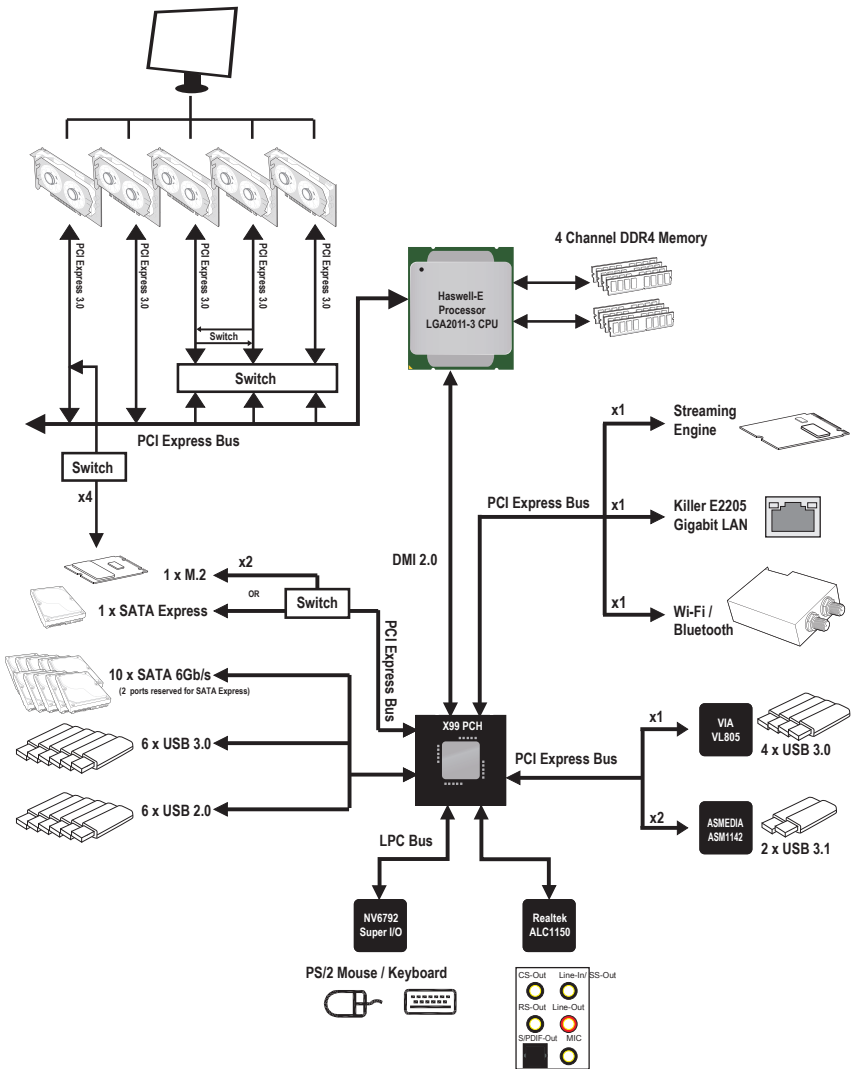 PCI Express 3.0
PCI Express 3.0
PCI Express 3.0
PCI Express 3.0
PCI Express 3.0
Switch
Switch
PCI Express Bus
Switch
x4
4 Channel DDR4 Memory
Haswell-E
Processor
LGA2011-3 CPU
x1
Streaming
Engine
PCI Express Bus
x1
Killer E2205
Gigabit LAN
x1
Wi-Fi /
Bluetooth
DMI 2.0
1 x M.2
x2
OR
Switch
1 x SATA Express
PCI Express Bus
10 x SATA 6Gb/s
(2 ports reserved for SATA Express)
6 x USB 3.0
6 x USB 2.0
X99 PCH
PCI Express Bus
x1
VIA
VL805
4 x USB 3.0
x2
ASMEDIA
ASM1142
2 x USB 3.1
LPC Bus
NV6792
Super I/O
Realtek
ALC1150
PS/2 Mouse / Keyboard
CS-Out
Line-In/ SS-Out
RS-Out
Line-Out
S/PDIF-Out
MIC